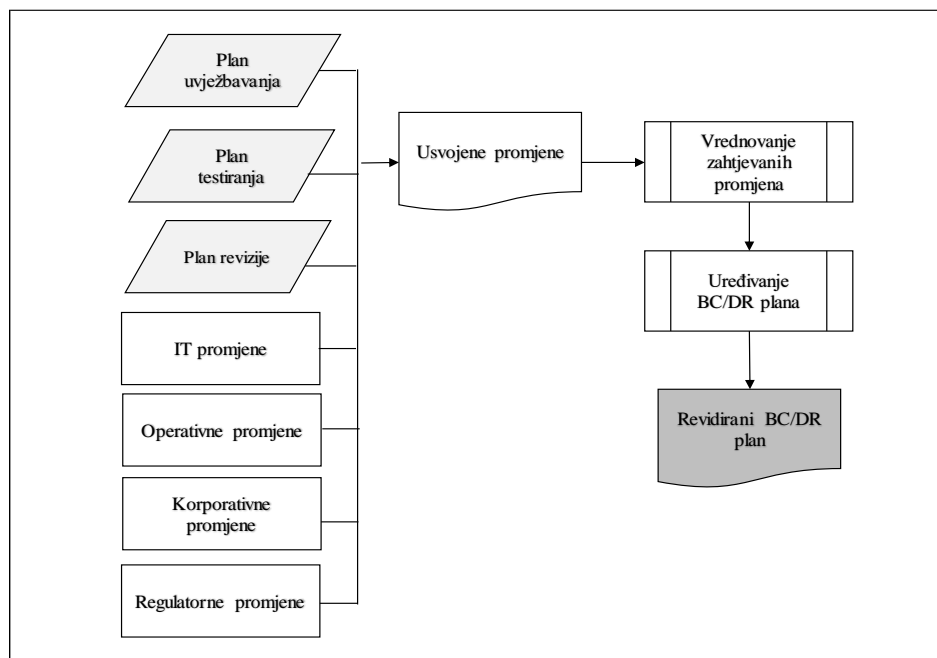 Plan
uvježbavanja
Plan
testiranja
Plan revizije
IT promjene
Operativne promjene
Korporativne
promjene
Regulatorne promjene
Usvojene promjene
Vrednovanje
zahtjevanih
promjena
Uređivanje
BC/DR plana
Revidirani BC/DR
plan